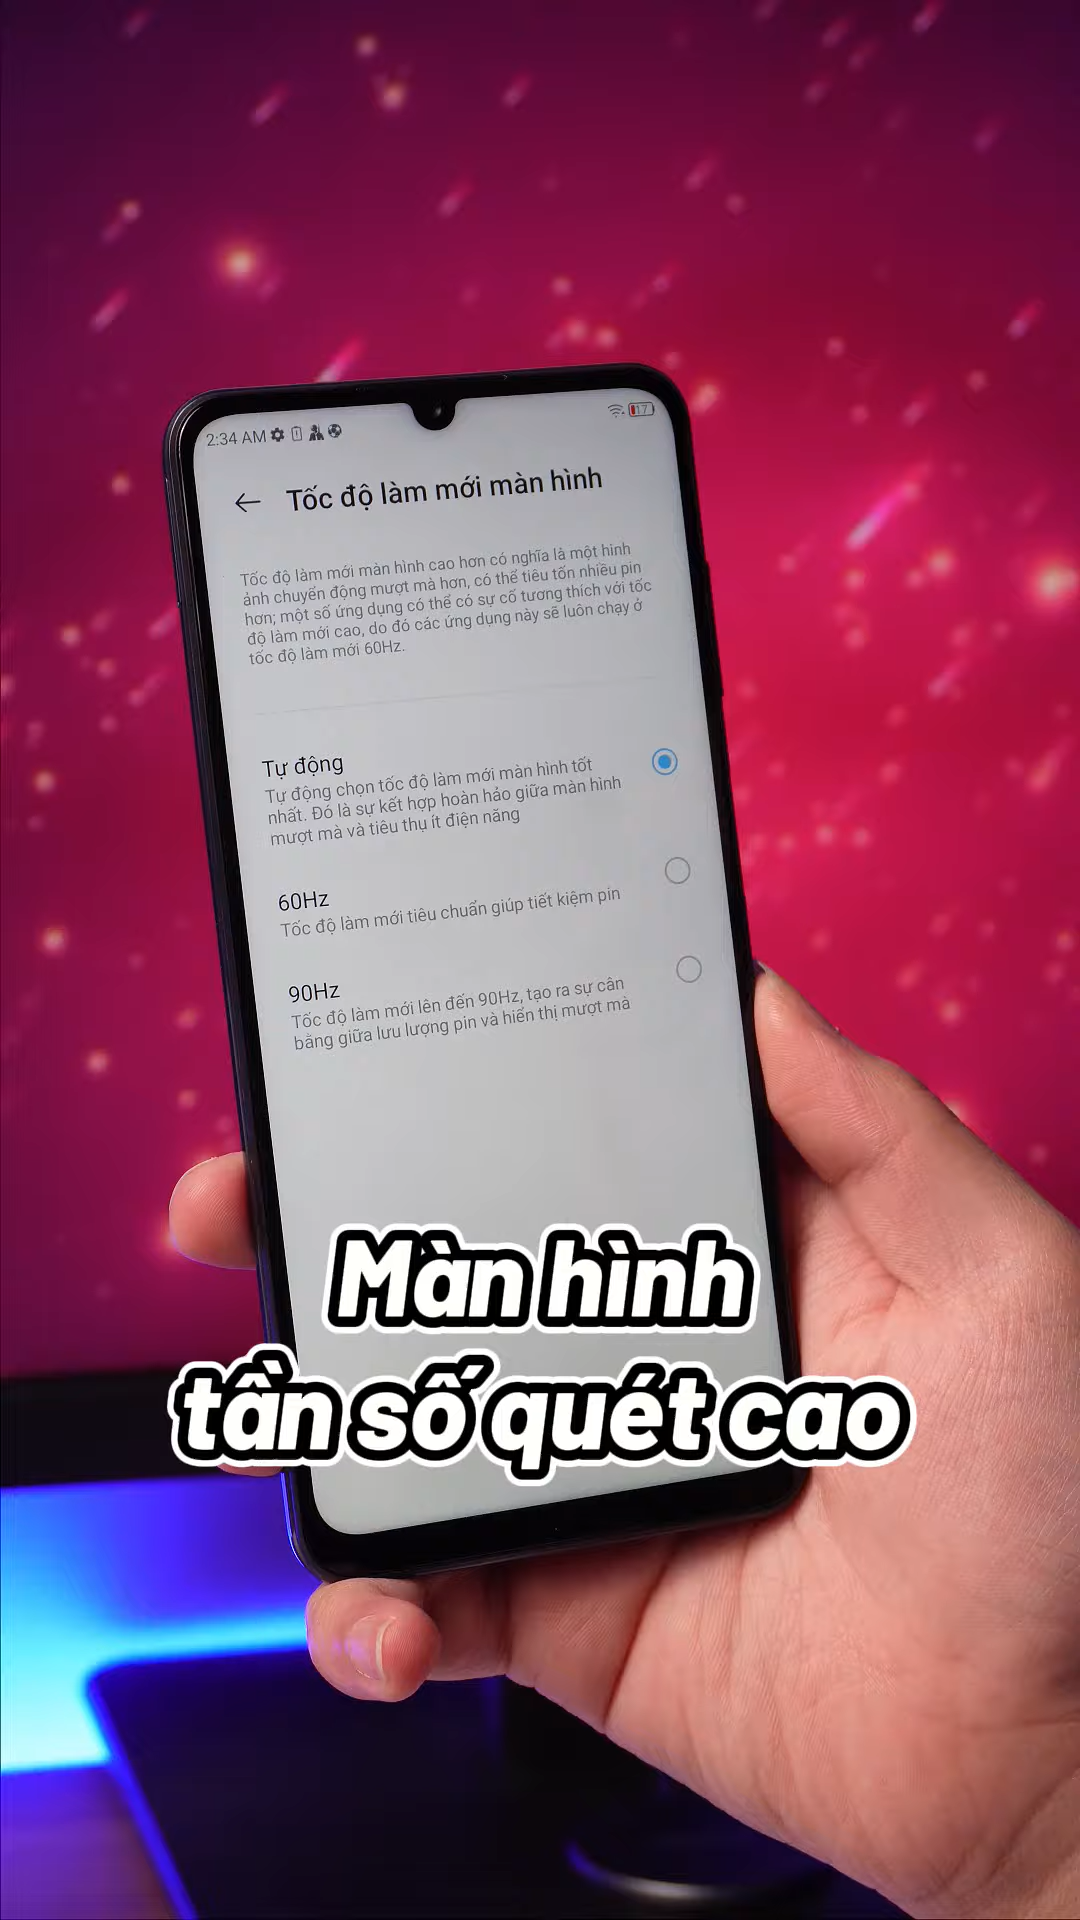 2:34 AM
17
Tốc độ làm mới màn hình
Tốc độ làm mới màn hình cao hơn có nghĩa là một hình
ảnh chuyển động mượt mà hơn, có thể tiêu tốn nhiều pin
hơn; một số ứng dụng có thể có sự cố tương thích với tốc
độ làm mới cao, do đó các ứng dụng này sẽ luôn chạy ở
tốc độ làm mới 60Hz.
Tự động
Tự động chọn tốc độ làm mới màn hình tốt
nhất. Đó là sự kết hợp hoàn hảo giữa màn hình
mượt mà và tiêu thụ ít điện năng
60Hz
Tốc độ làm mới tiêu chuẩn giúp tiết kiệm pin
90Hz
Tốc độ làm mới lên đến 90Hz, tạo ra sự cân
bằng giữa lưu lượng pin và hiển thị mượt mà
Màn hình
tần số quét cao